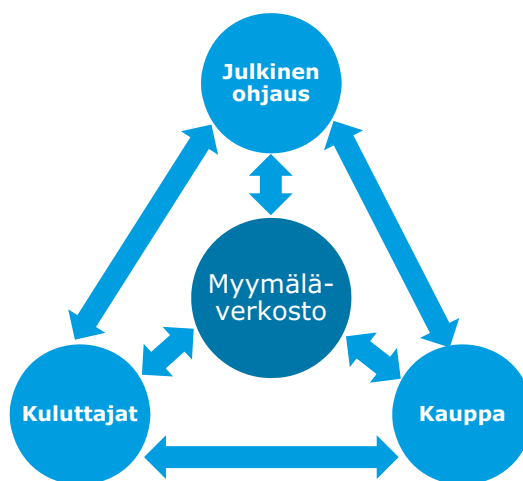 Julkinen
ohjaus
Myymälä-
verkosto
Kuluttajat
Kauppa